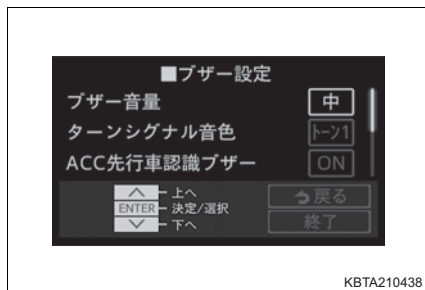 ■ブザー設定
ブザー音量 中
ターンシグナル音色 トーン1
ACC先行車認識ブザー ON
上へ
ENTER 決定/選択 戻る
下へ 終了
KBTA210438